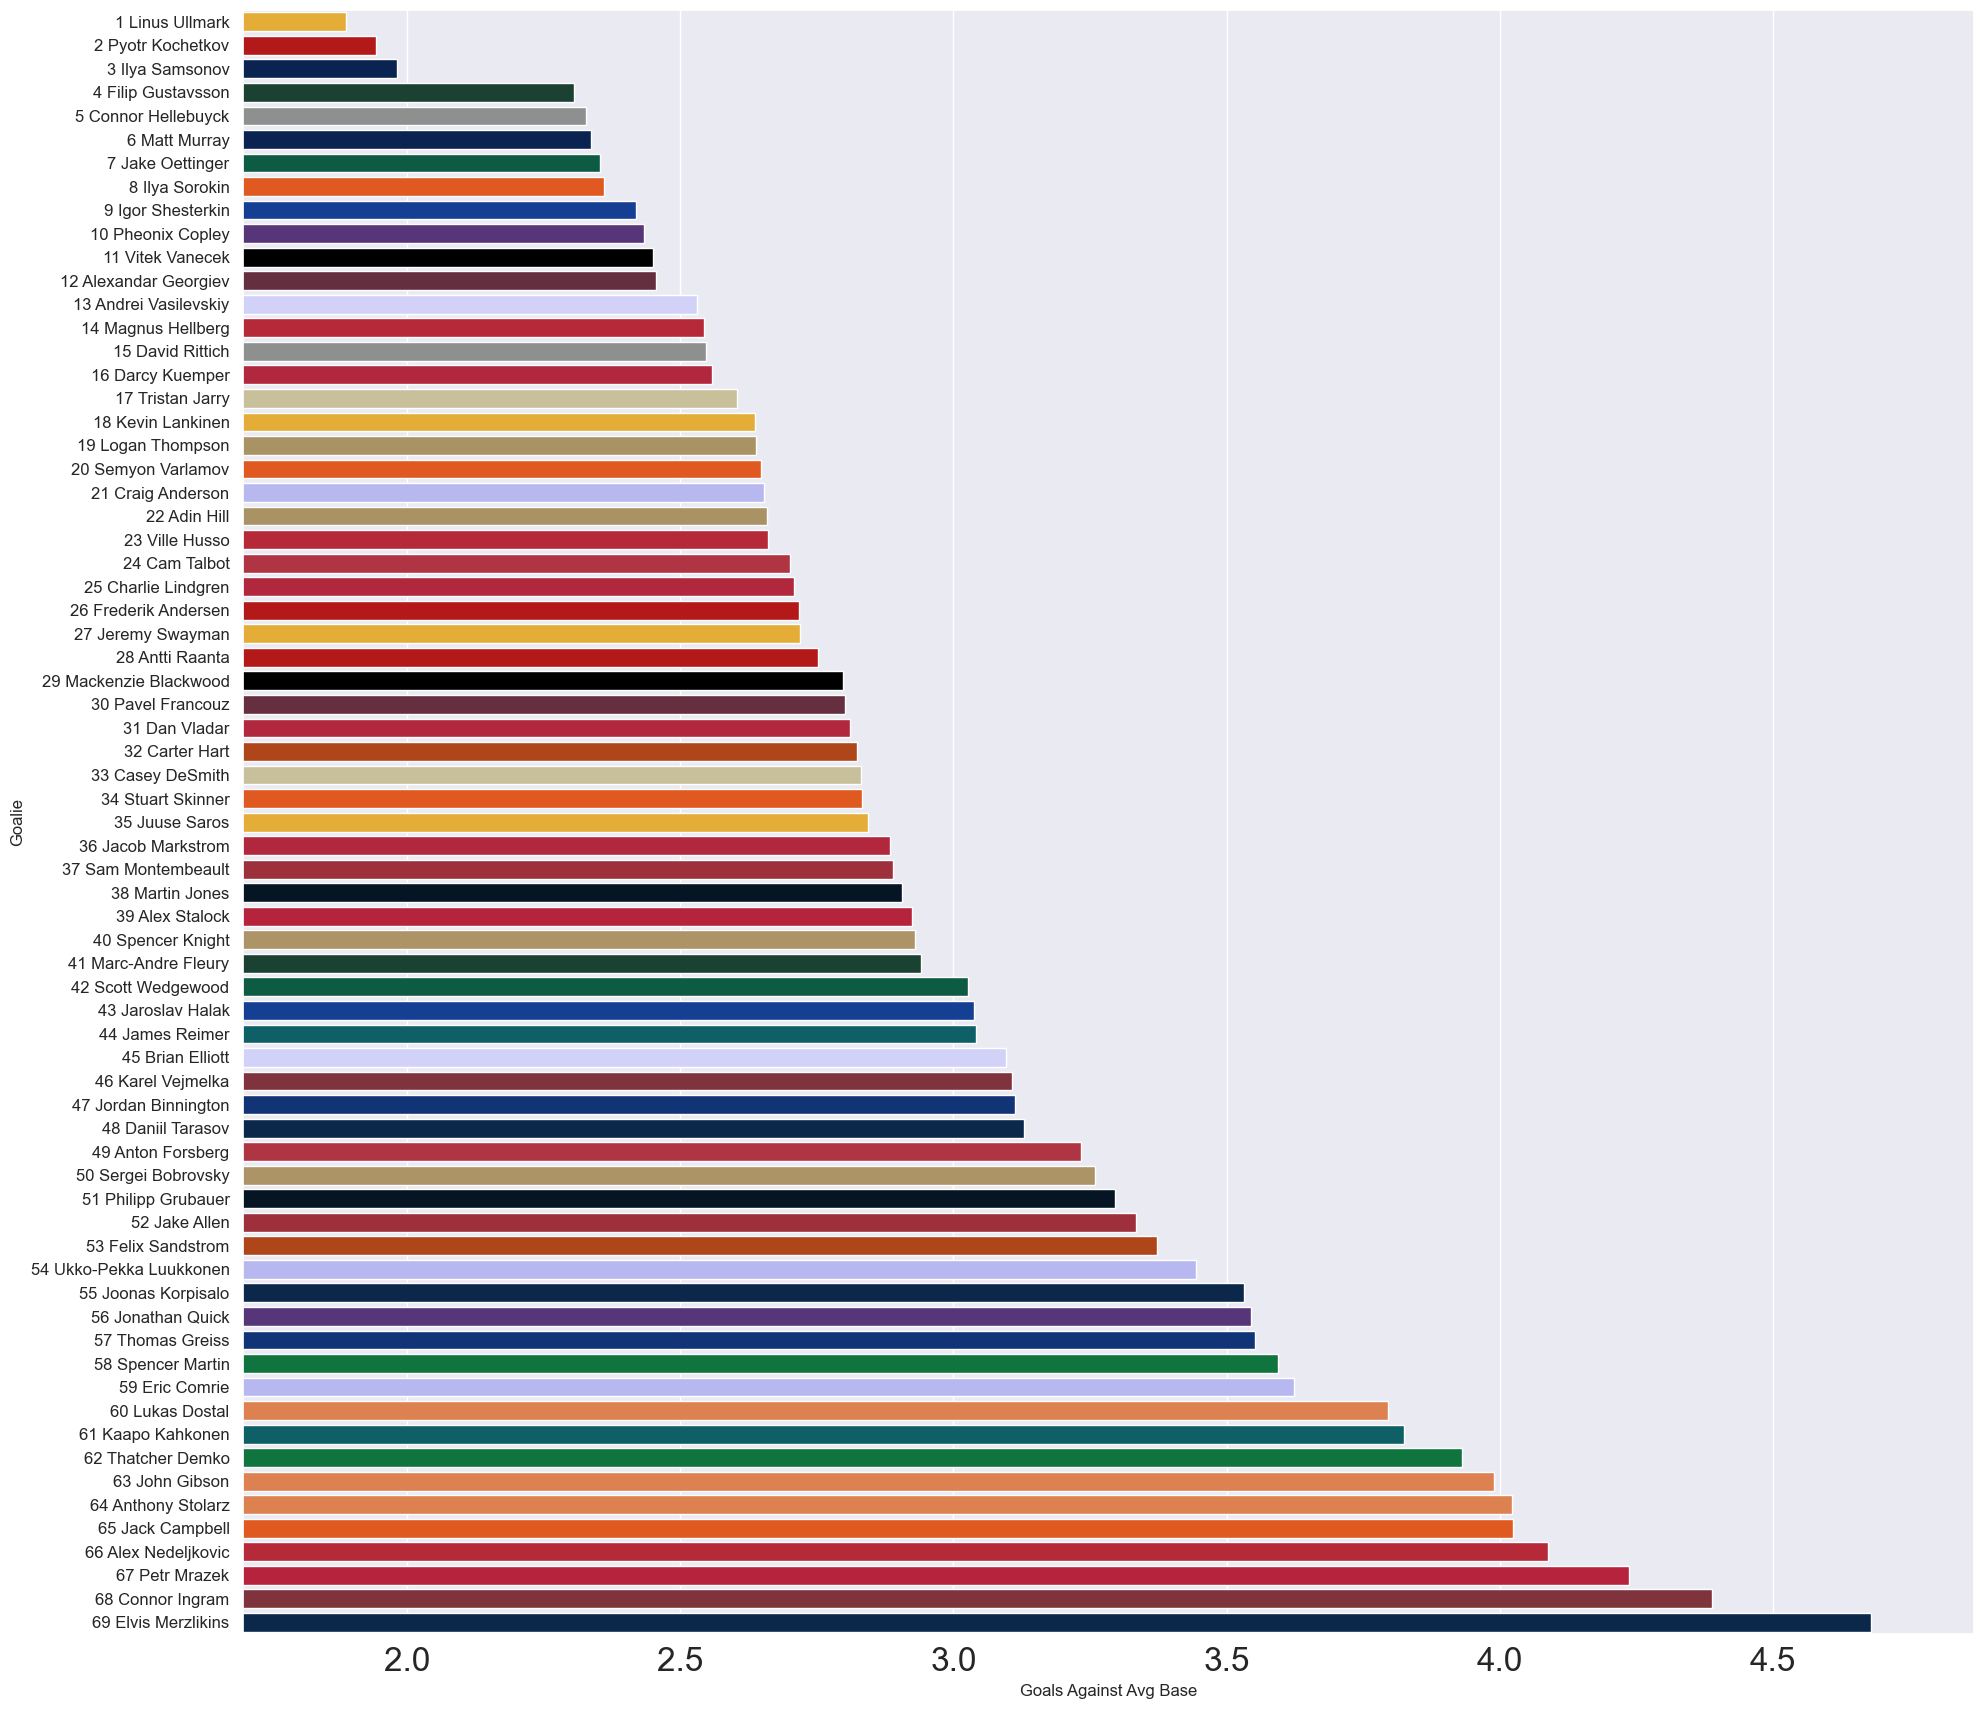 1 Linus Ullmark
2 Pyotr Kochetkov
3 Ilya Samsonov
4 Filip Gustavsson
5 Connor Hellebuyck
6 Matt Murray
7 Jake Oettinger
8 Ilya Sorokin
9 Igor Shesterkin
10 Pheonix Copley
11 Vitek Vanecek
12 Alexandar Georgiev
13 Andrei Vasilevskiy
14 Magnus Hellberg
15 David Rittich
16 Darcy Kuemper
17 Tristan Jarry
18 Kevin Lankinen
19 Logan Thompson
20 Semyon Varlamov
21 Craig Anderson
22 Adin Hill
23 Ville Husso
24 Cam Talbot
25 Charlie Lindgren
26 Frederik Andersen
27 Jeremy Swayman
28 Antti Raanta
29 Mackenzie Blackwood
30 Pavel Francouz
31 Dan Vladar
32 Carter Hart
33 Casey DeSmith
34 Stuart Skinner
35 Juuse Saros
36 Jacob Markstrom
37 Sam Montembeault
38 Martin Jones
39 Alex Stalock
40 Spencer Knight
41 Marc-Andre Fleury
42 Scott Wedgewood
43 Jaroslav Halak
44 James Reimer
45 Brian Elliott
46 Karel Vejmelka
47 Jordan Binnington
48 Daniil Tarasov
49 Anton Forsberg
50 Sergei Bobrovsky
51 Philipp Grubauer
52 Jake Allen
53 Felix Sandstrom
54 Ukko-Pekka Luukkonen
55 Joonas Korpisalo
56 Jonathan Quick
57 Thomas Greiss
58 Spencer Martin
59 Eric Comrie
60 Lukas Dostal
61 Kaapo Kahkonen
62 Thatcher Demko
63 John Gibson
64 Anthony Stolarz
65 Jack Campbell
66 Alex Nedeljkovic
67 Petr Mrazek
68 Connor Ingram
69 Elvis Merzlikins
Goalie
2.0 2.5 3.0 3.5 4.0 4.5
Goals Against Avg Base